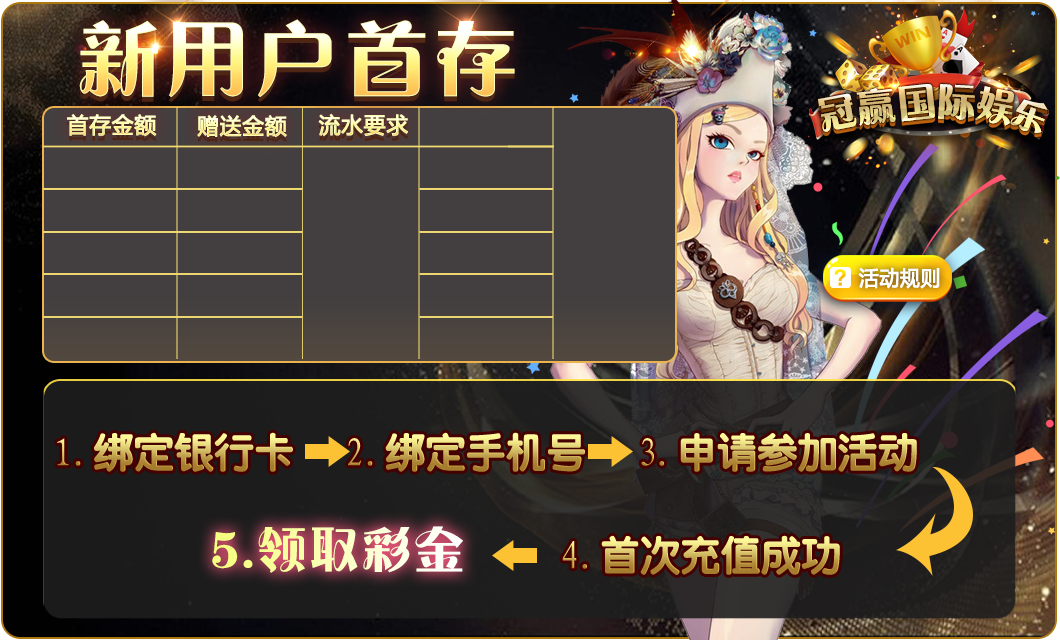 新用户首存
WIN
冠赢国际娱乐
首存金额 赠送金额 流水要求
? 活动规则
1. 绑定银行卡 2. 绑定手机号 3. 申请参加活动
5.领取彩金 4. 首次充值成功